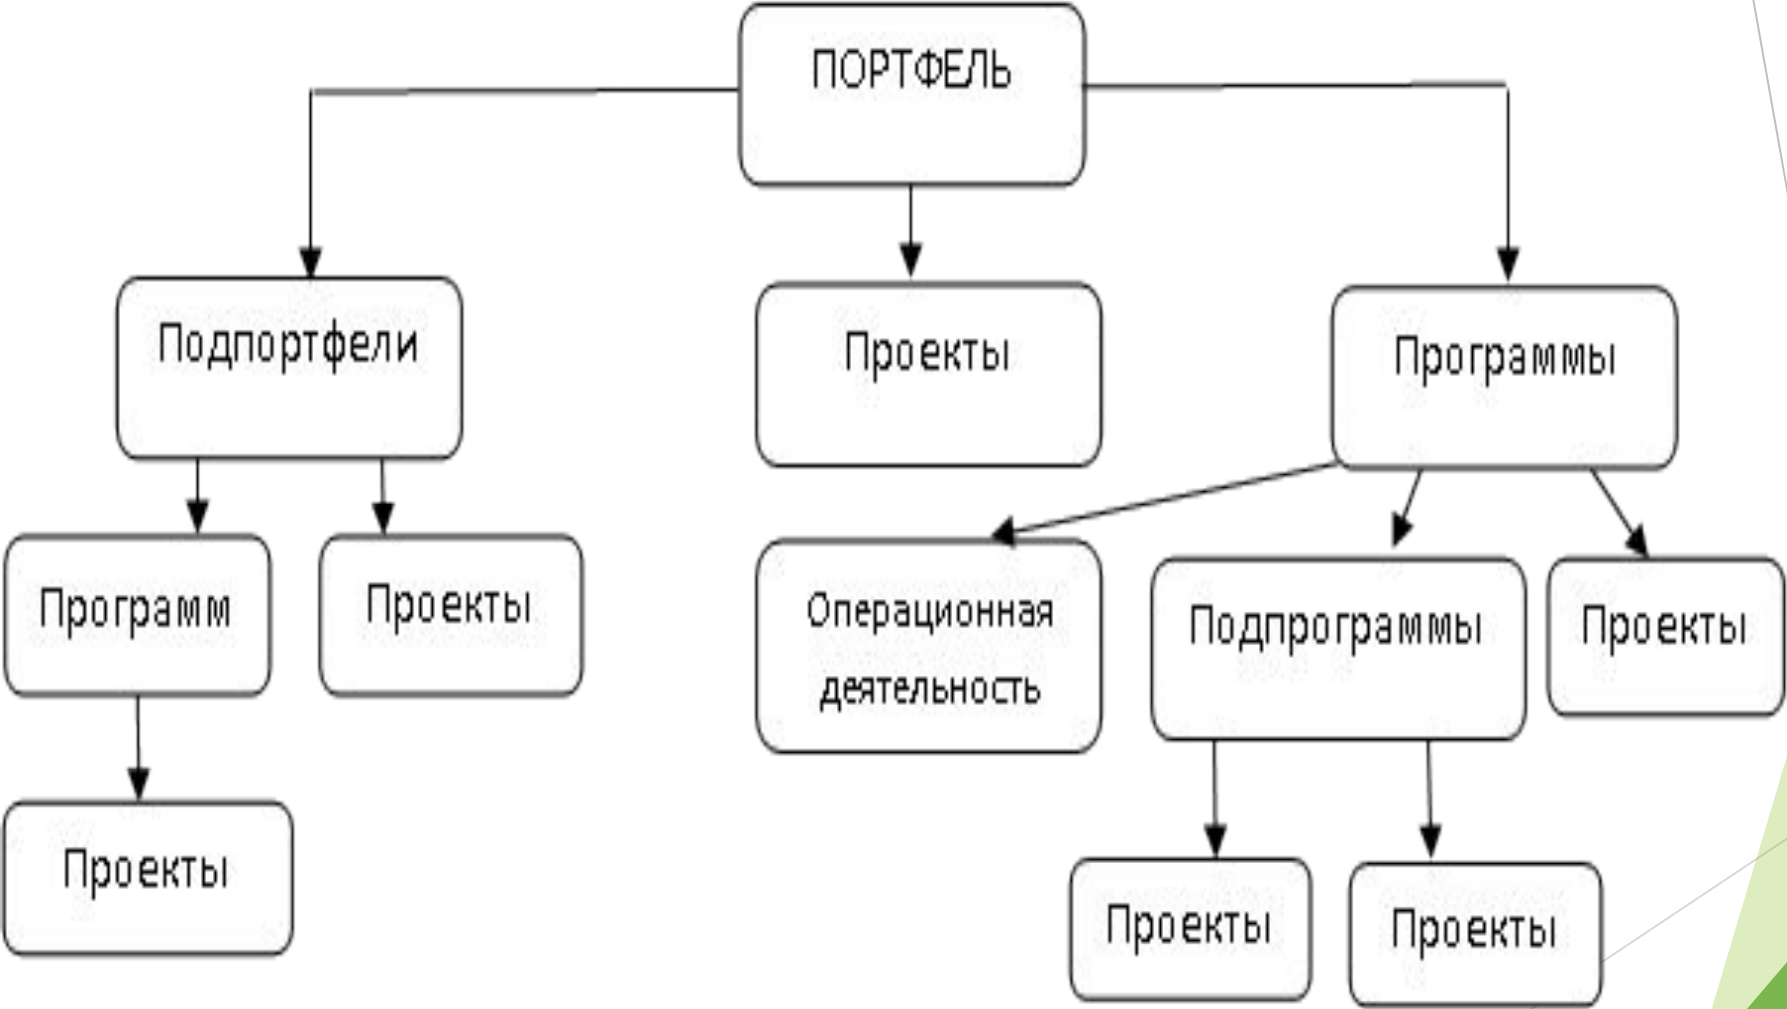 ПОРТФЕЛЬ
Подпортфели
Проекты
Программы
Программ
Проекты
Операционная
деятельность
Подпрограммы
Проекты
Проекты
Проекты
Проекты